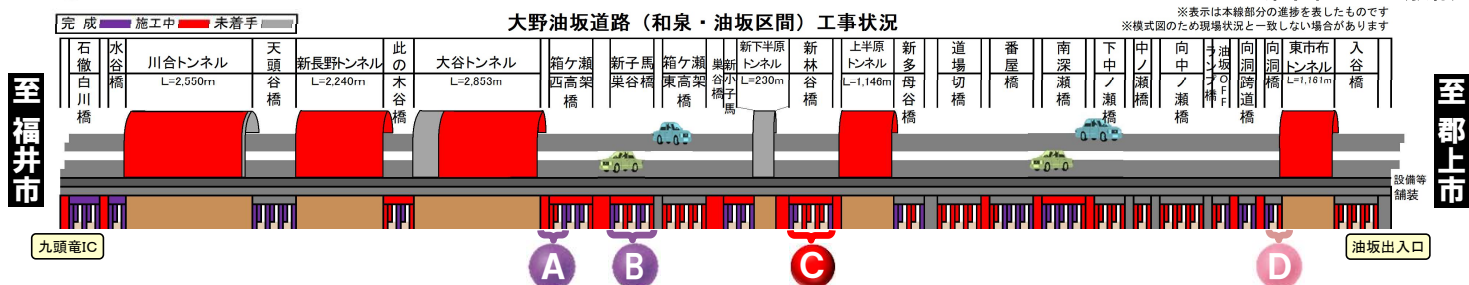 大野油坂道路（和泉・油坂区間）工事状況
※表示は本線部分の進捗を表したものです
※模式図のため現場状況と一致しない場合があります
完成 施工中 未着手
至 福井市
石徹白川橋
水谷橋
川合トンネル
L=2,550m
天頭谷橋
新長野トンネル
L=2,240m
此の木谷橋
大谷トンネル
L=2,853m
箱ケ瀬西高架橋
新子馬巣谷橋
箱ケ瀬東高架橋
巣谷橋
新小子馬
新下半原トンネル
L=230m
新林谷橋
上半原トンネル
L=1,146m
新多母谷橋
道場切橋
番屋橋
南深瀬橋
下中ノ瀬橋
中ノ瀬橋
向中ノ瀬橋
ランプ橋
油坂OFF
向洞跨道橋
向洞橋
東市布トンネル
L=1,161m
入谷橋
至 郡上市
設備等
舗装
九頭竜IC
A
B
C
D
油坂出入口